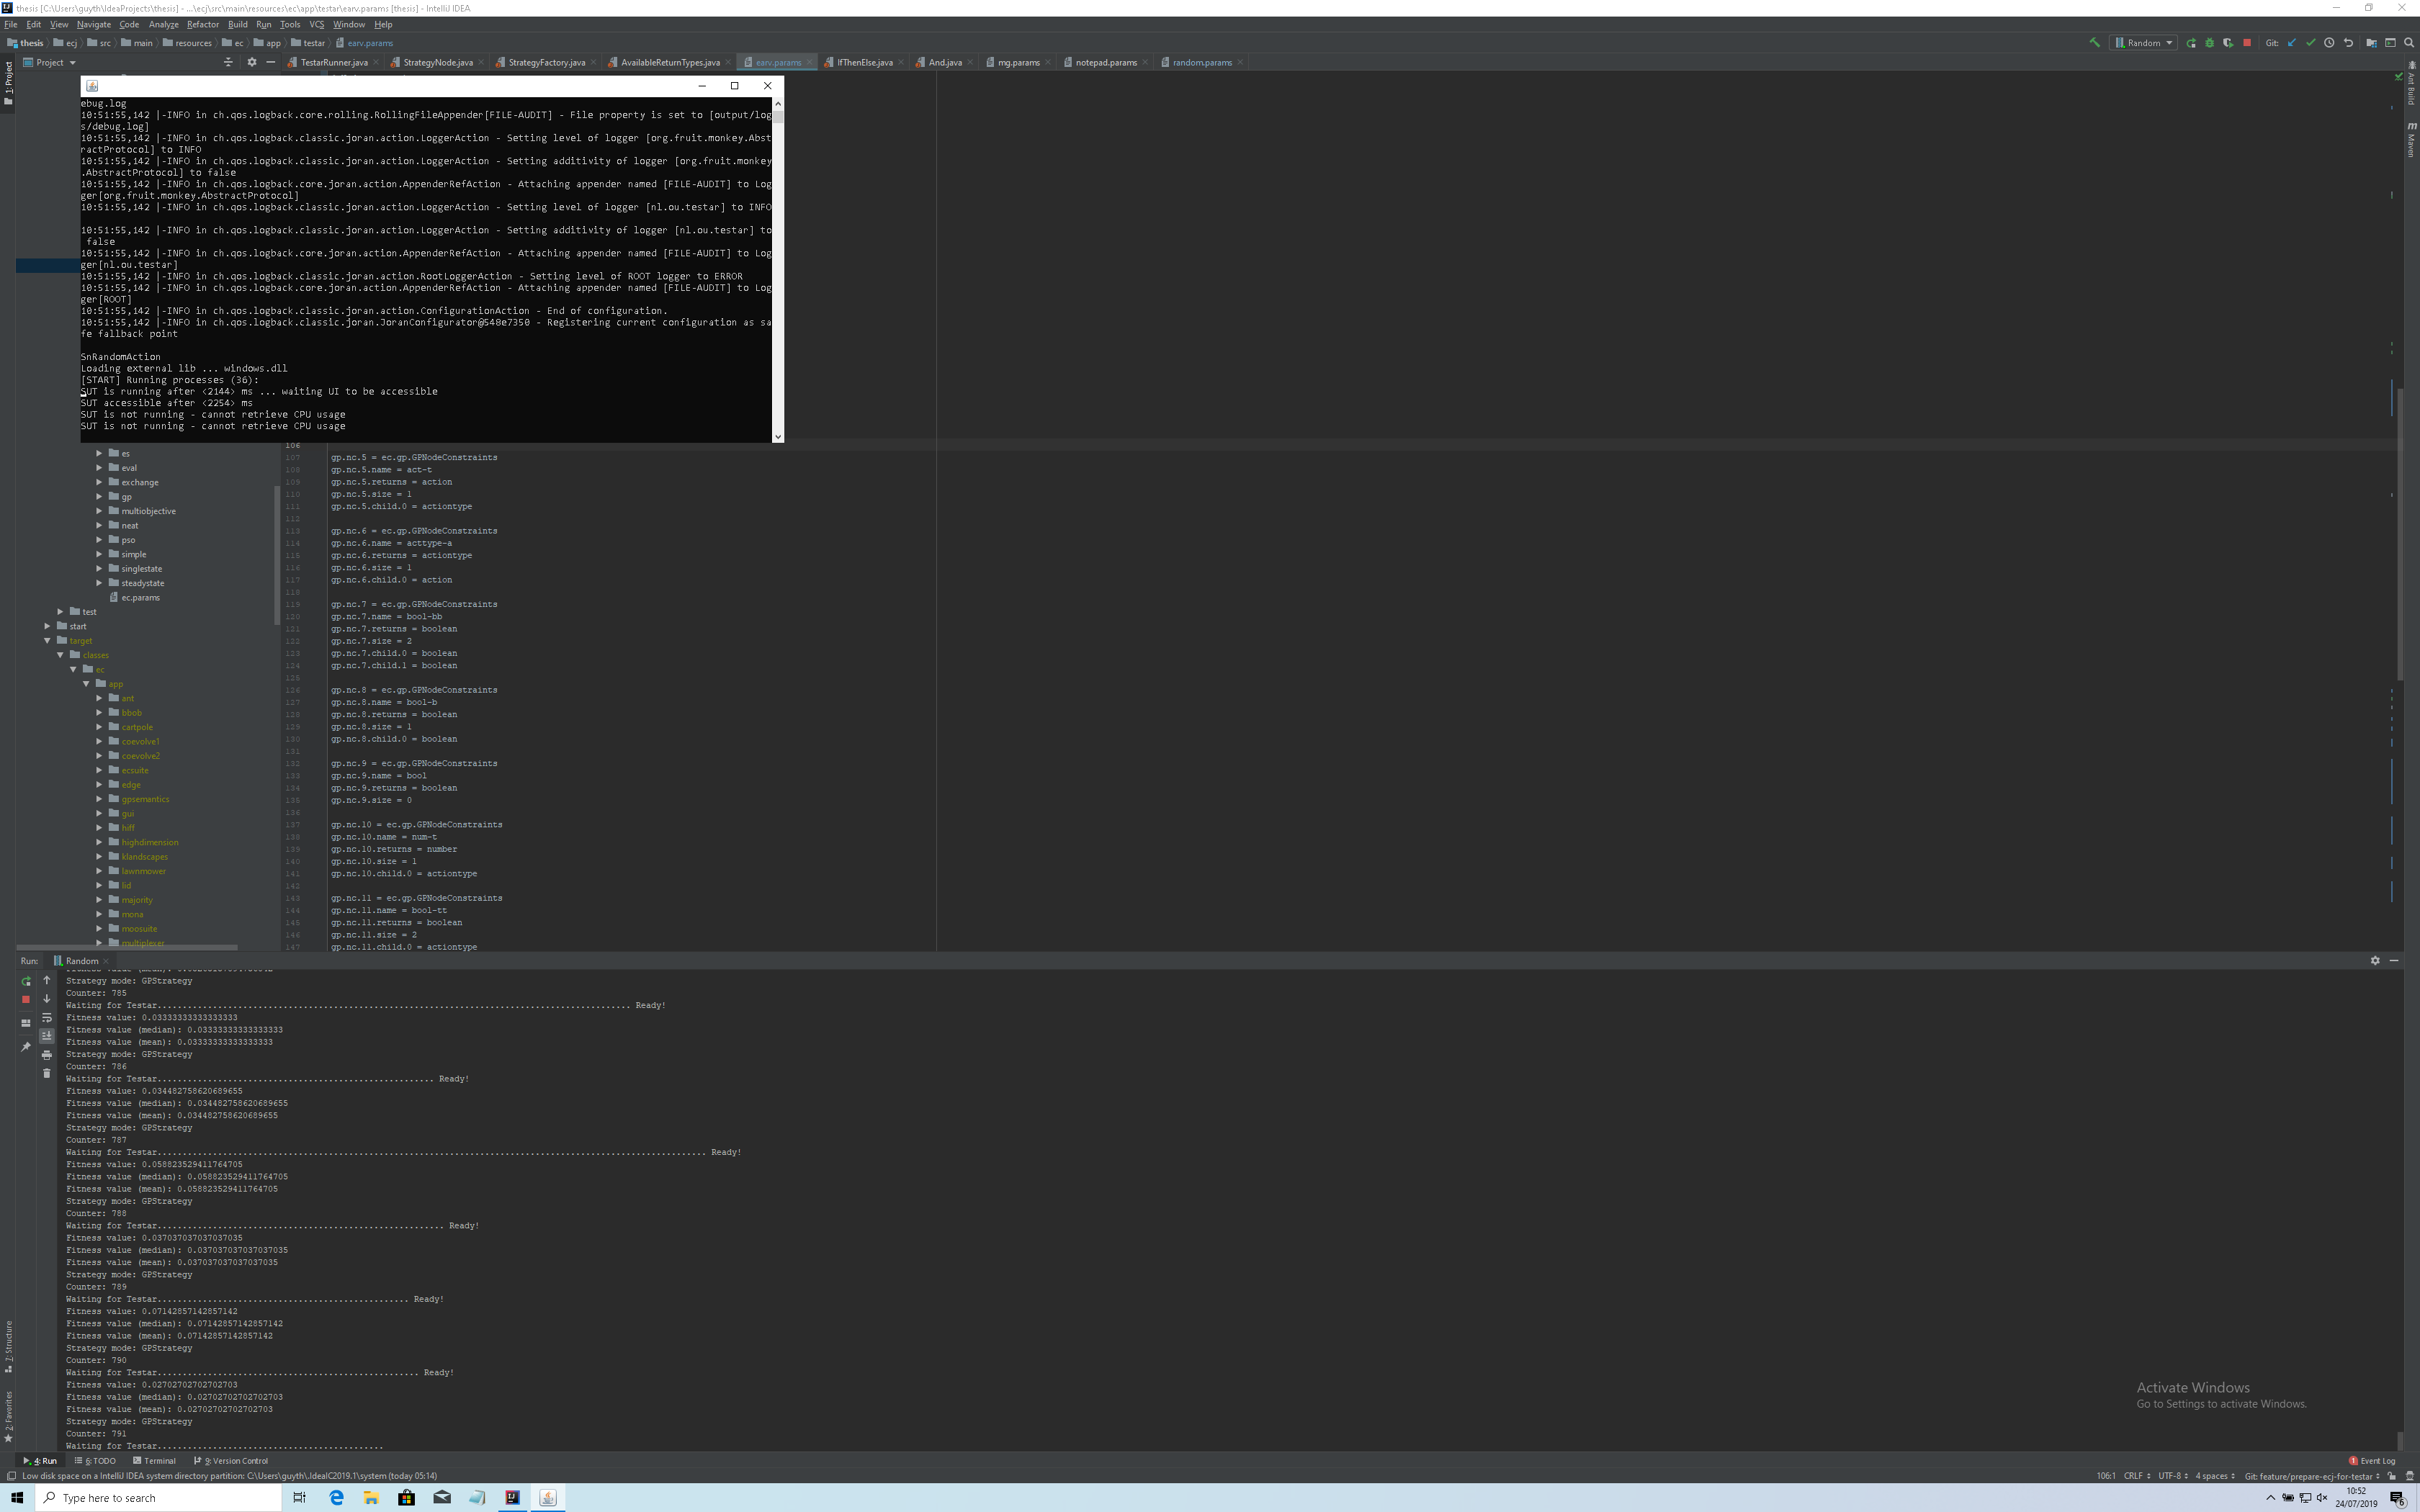 thesis [C:\Users\guyth\IdeaProjects\thesis] - ...\ecj\src\main\resources\ec\app\testar\earv.params [thesis] - IntelliJ IDEA
File Edit View Navigate Code Analyze Refactor Build Run Tools VCS Window Help
thesis ecj src main resources ec app testar earv.params
Random Git:
Project
TestarRunner.java StrategyNode.java StrategyFactory.java AvailableReturnTypes.java earv.params IfThenElse.java And.java mg.params notepad.params random.params
1: Project
Ant Build
Maven
ebug.log
10:51:55,142 |-INFO in ch.qos.logback.core.rolling.RollingFileAppender[FILE-AUDIT] - File property is set to [output/log
s/debug.log]
10:51:55,142 |-INFO in ch.qos.logback.classic.joran.action.LoggerAction - Setting level of logger [org.fruit.monkey.Abst
ractProtocol] to INFO
10:51:55,142 |-INFO in ch.qos.logback.classic.joran.action.LoggerAction - Setting additivity of logger [org.fruit.monkey
.AbstractProtocol] to false
10:51:55,142 |-INFO in ch.qos.logback.core.joran.action.AppenderRefAction - Attaching appender named [FILE-AUDIT] to Log
ger[org.fruit.monkey.AbstractProtocol]
10:51:55,142 |-INFO in ch.qos.logback.classic.joran.action.LoggerAction - Setting level of logger [nl.ou.testar] to INFO
10:51:55,142 |-INFO in ch.qos.logback.classic.joran.action.LoggerAction - Setting additivity of logger [nl.ou.testar] to
false
10:51:55,142 |-INFO in ch.qos.logback.core.joran.action.AppenderRefAction - Attaching appender named [FILE-AUDIT] to Log
ger[nl.ou.testar]
10:51:55,142 |-INFO in ch.qos.logback.classic.joran.action.RootLoggerAction - Setting level of ROOT logger to ERROR
10:51:55,142 |-INFO in ch.qos.logback.core.joran.action.AppenderRefAction - Attaching appender named [FILE-AUDIT] to Log
ger[ROOT]
10:51:55,142 |-INFO in ch.qos.logback.classic.joran.action.ConfigurationAction - End of configuration.
10:51:55,142 |-INFO in ch.qos.logback.classic.joran.JoranConfigurator@548e7350 - Registering current configuration as sa
fe fallback point
SnRandomAction
Loading external lib ... windows.dll
[START] Running processes (36):
SUT is running after <2144> ms ... waiting UI to be accessible
SUT accessible after <2254> ms
SUT is not running - cannot retrieve CPU usage
SUT is not running - cannot retrieve CPU usage
es
eval
exchange
gp
multiobjective
neat
pso
simple
singlestate
steadystate
ec.params
test
start
target
classes
ec
app
ant
bbob
cartpole
coevolve1
coevolve2
ecsuite
edge
gpsemantics
gui
hiff
highdimension
klandscapes
lawnmower
lid
majority
mona
moosuite
multiplexer
106
107 gp.nc.5 = ec.gp.GPNodeConstraints
108 gp.nc.5.name = act-t
109 gp.nc.5.returns = action
110 gp.nc.5.size = 1
111 gp.nc.5.child.0 = actiontype
112
113 gp.nc.6 = ec.gp.GPNodeConstraints
114 gp.nc.6.name = acttype-a
115 gp.nc.6.returns = actiontype
116 gp.nc.6.size = 1
117 gp.nc.6.child.0 = action
118
119 gp.nc.7 = ec.gp.GPNodeConstraints
120 gp.nc.7.name = bool-bb
121 gp.nc.7.returns = boolean
122 gp.nc.7.size = 2
123 gp.nc.7.child.0 = boolean
124 gp.nc.7.child.1 = boolean
125
126 gp.nc.8 = ec.gp.GPNodeConstraints
127 gp.nc.8.name = bool-b
128 gp.nc.8.returns = boolean
129 gp.nc.8.size = 1
130 gp.nc.8.child.0 = boolean
131
132 gp.nc.9 = ec.gp.GPNodeConstraints
133 gp.nc.9.name = bool
134 gp.nc.9.returns = boolean
135 gp.nc.9.size = 0
136
137 gp.nc.10 = ec.gp.GPNodeConstraints
138 gp.nc.10.name = num-t
139 gp.nc.10.returns = number
140 gp.nc.10.size = 1
141 gp.nc.10.child.0 = actiontype
142
143 gp.nc.11 = ec.gp.GPNodeConstraints
144 gp.nc.11.name = bool-tt
145 gp.nc.11.returns = boolean
146 gp.nc.11.size = 2
147 gp.nc.11.child.0 = actiontype
Run: Random
Strategy mode: GPStrategy
Counter: 785
Waiting for Testar.............................................................................................. Ready!
Fitness value: 0.03333333333333333
Fitness value (median): 0.03333333333333333
Fitness value (mean): 0.03333333333333333
Strategy mode: GPStrategy
Counter: 786
Waiting for Testar....................................................... Ready!
Fitness value: 0.034482758620689655
Fitness value (median): 0.034482758620689655
Fitness value (mean): 0.034482758620689655
Strategy mode: GPStrategy
Counter: 787
Waiting for Testar............................................................................................................. Ready!
Fitness value: 0.058823529411764705
Fitness value (median): 0.058823529411764705
Fitness value (mean): 0.058823529411764705
Strategy mode: GPStrategy
Counter: 788
Waiting for Testar......................................................... Ready!
Fitness value: 0.037037037037037035
Fitness value (median): 0.037037037037037035
Fitness value (mean): 0.037037037037037035
Strategy mode: GPStrategy
Counter: 789
Waiting for Testar.................................................. Ready!
Fitness value: 0.07142857142857142
Fitness value (median): 0.07142857142857142
Fitness value (mean): 0.07142857142857142
Strategy mode: GPStrategy
Counter: 790
Waiting for Testar.................................................... Ready!
Fitness value: 0.02702702702702703
Fitness value (median): 0.02702702702702703
Fitness value (mean): 0.02702702702702703
Strategy mode: GPStrategy
Counter: 791
Waiting for Testar.............................................
7: Structure
2: Favorites
Activate Windows
Go to Settings to activate Windows.
4: Run 6: TODO Terminal 9: Version Control
1 Event Log
Low disk space on a IntelliJ IDEA system directory partition: C:\Users\guyth\.IdeaIC2019.1\system (today 05:14)
106:1 CRLF UTF-8 4 spaces Git: feature/prepare-ecj-for-testar
Type here to search
10:52
24/07/2019
6